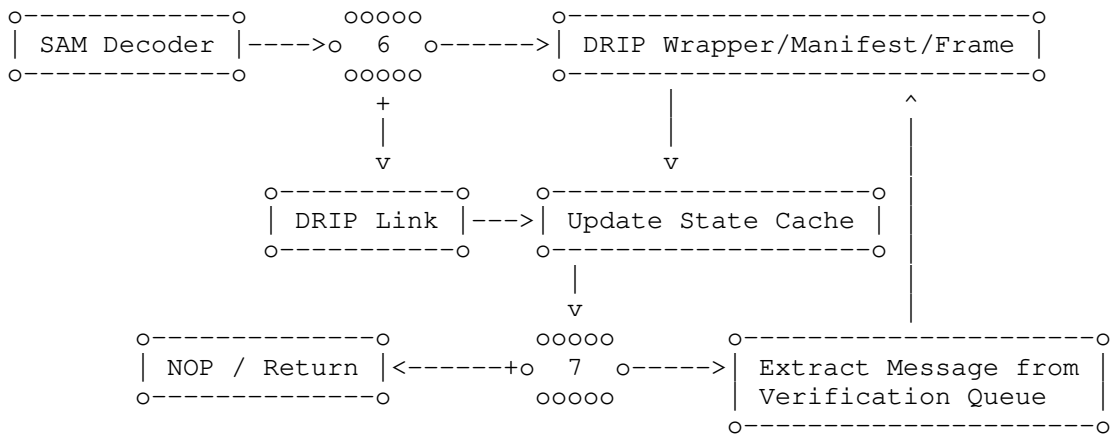 SAM Decoder 6 DRIP Wrapper/Manifest/Frame
DRIP Link Update State Cache
NOP / Return 7 Extract Message from
Verification Queue